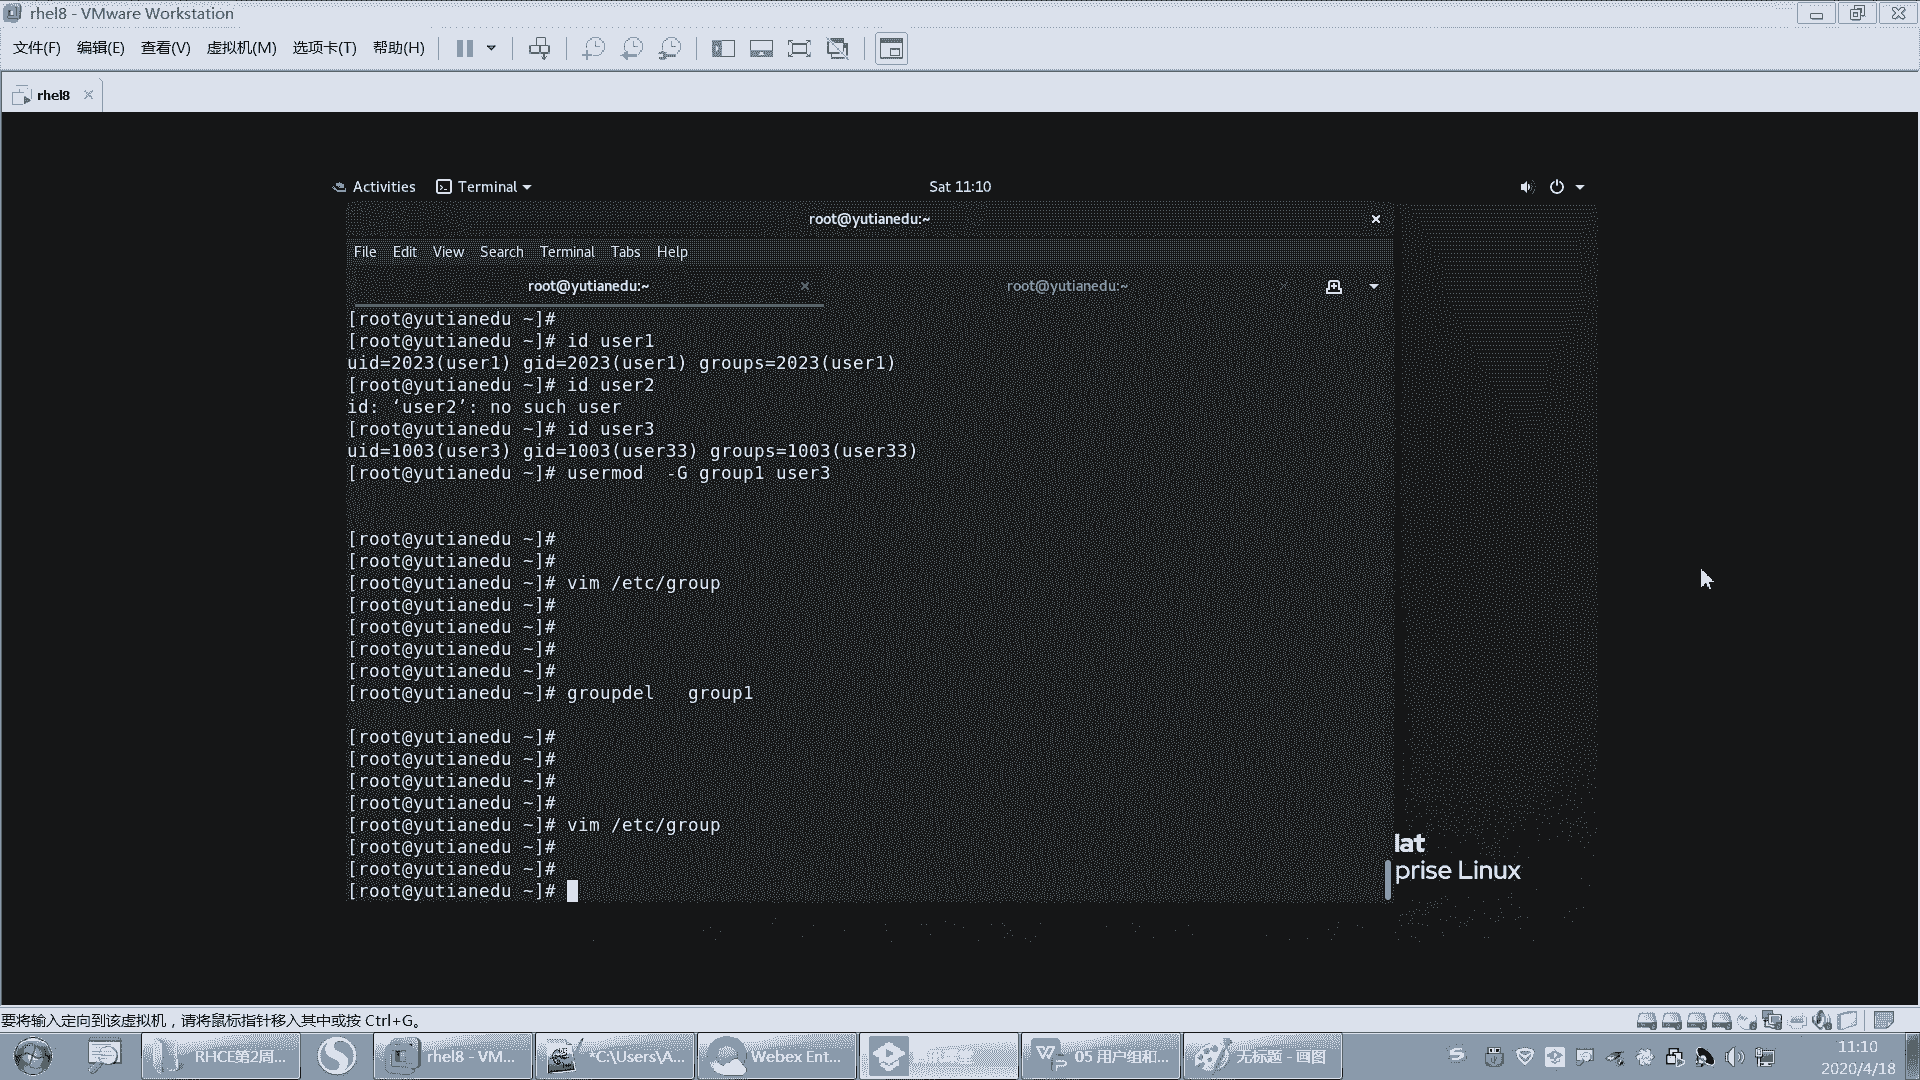 rhel8 - VMware Workstation
文件(F) 编辑(E) 查看(V) 虚拟机(M) 选项卡(T) 帮助(H)
rhel8
Activities Terminal Sat 11:10
root@yutianedu:~
File Edit View Search Terminal Tabs Help
root@yutianedu:~ root@yutianedu:~
[root@yutianedu ~]#
[root@yutianedu ~]# id user1
uid=2023(user1) gid=2023(user1) groups=2023(user1)
[root@yutianedu ~]# id user2
id: ‘user2’: no such user
[root@yutianedu ~]# id user3
uid=1003(user3) gid=1003(user33) groups=1003(user33)
[root@yutianedu ~]# usermod  -G group1 user3
[root@yutianedu ~]#
[root@yutianedu ~]#
[root@yutianedu ~]# vim /etc/group
[root@yutianedu ~]#
[root@yutianedu ~]#
[root@yutianedu ~]#
[root@yutianedu ~]#
[root@yutianedu ~]# groupdel   group1
[root@yutianedu ~]#
[root@yutianedu ~]#
[root@yutianedu ~]#
[root@yutianedu ~]#
[root@yutianedu ~]# vim /etc/group
[root@yutianedu ~]#
[root@yutianedu ~]#
[root@yutianedu ~]#
lat
prise Linux
要将输入定向到该虚拟机，请将鼠标指针移入其中或按 Ctrl+G。
RHCE第2周... rhel8 - VM... *C:\Users\A... Webex Ent... 05 用户组和... 无标题 - 画图
11:10
2020/4/18